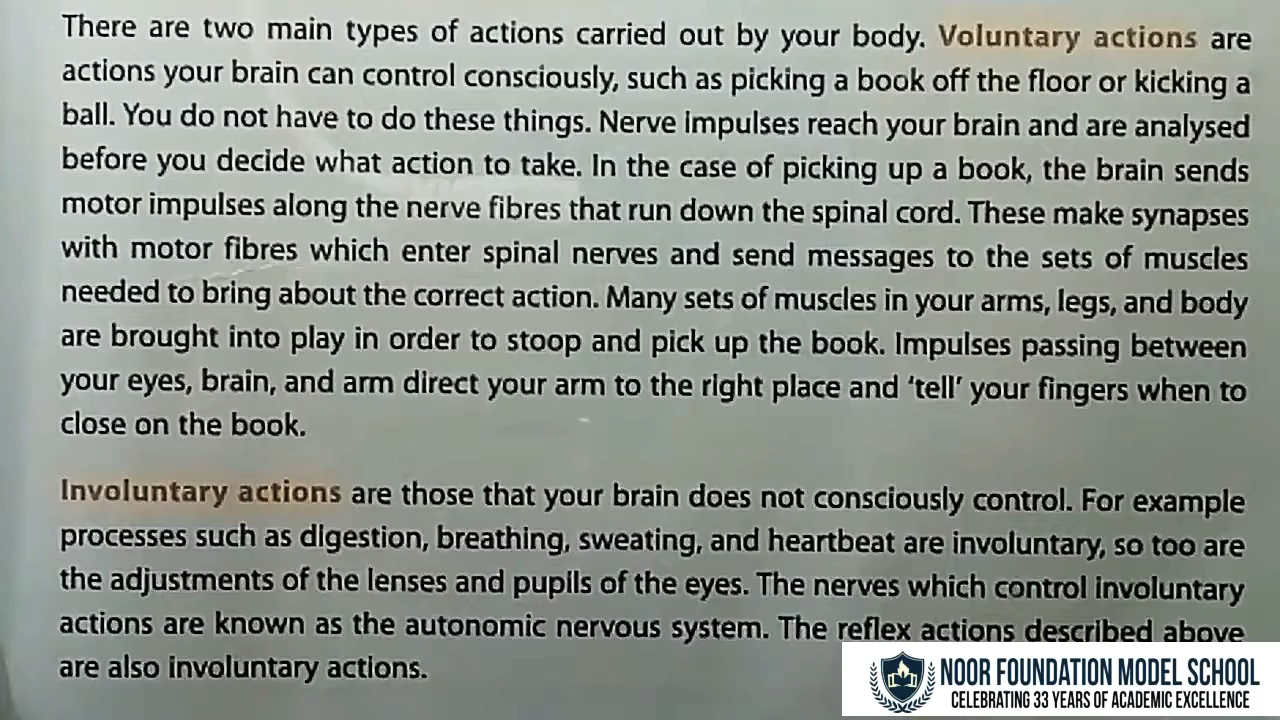 There are two main types of actions carried out by your body. Voluntary actions are
actions your brain can control consciously, such as picking a book off the floor or kicking a
ball. You do not have to do these things. Nerve impulses reach your brain and are analysed
before you decide what action to take. In the case of picking up a book, the brain sends
motor impulses along the nerve fibres that run down the spinal cord. These make synapses
with motor fibres which enter spinal nerves and send messages to the sets of muscles
needed to bring about the correct action. Many sets of muscles in your arms, legs, and body
are brought into play in order to stoop and pick up the book. Impulses passing between
your eyes, brain, and arm direct your arm to the right place and ‘tell’ your fingers when to
close on the book.
Involuntary actions are those that your brain does not consciously control. For example
processes such as digestion, breathing, sweating, and heartbeat are involuntary, so too are
the adjustments of the lenses and pupils of the eyes. The nerves which control involuntary
actions are known as the autonomic nervous system. The reflex actions described above
are also involuntary actions.
NOOR FOUNDATION MODEL SCHOOL
CELEBRATING 33 YEARS OF ACADEMIC EXCELLENCE